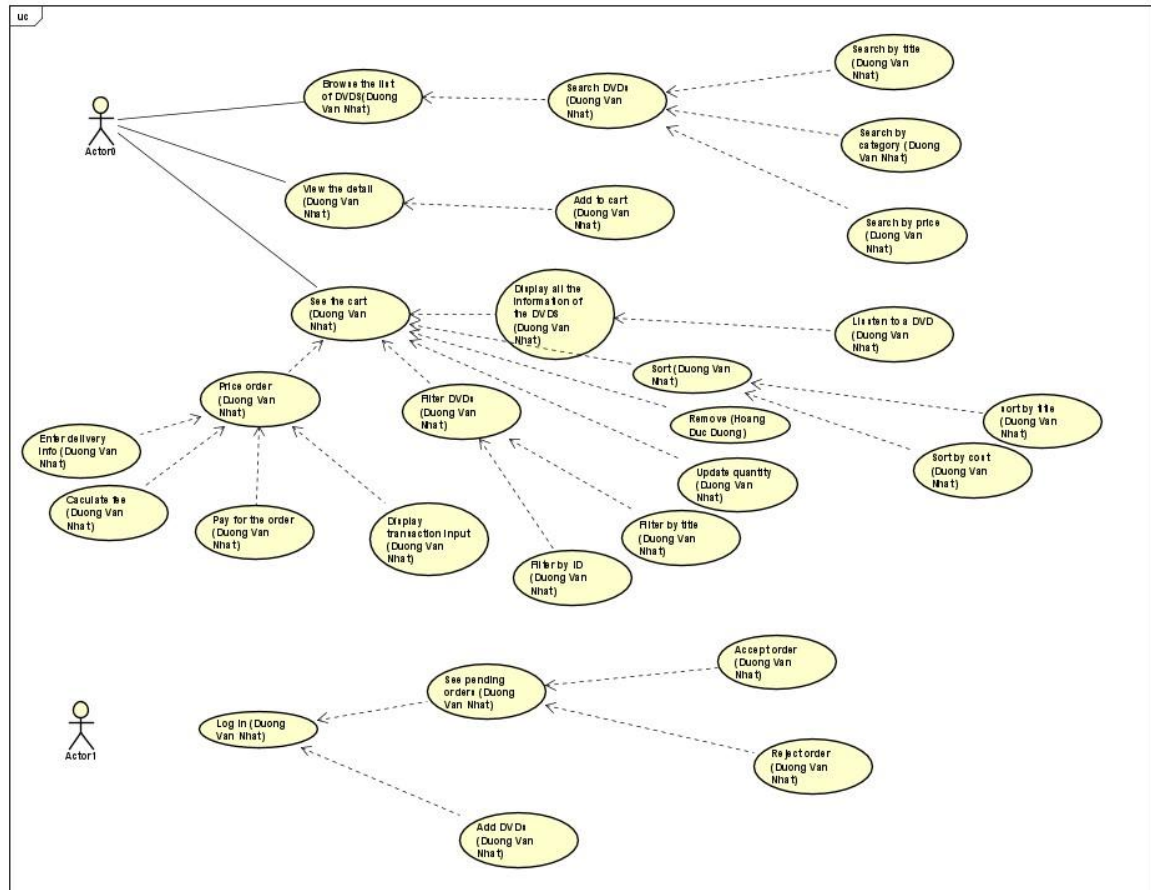 uc
Browse the list
of DVDS(Duong
Van Nhat)
Search DVDs
(Duong Van
Nhat)
Search by title
(Duong Van
Nhat)
Actor0
Search by
category (Duong
Van Nhat)
View the detail
(Duong Van
Nhat)
Add to cart
(Duong Van
Nhat)
Search by price
(Duong Van
Nhat)
See the cart
(Duong Van
Nhat)
Display all the
information of
the DVDS
(Duong Van
Nhat)
Listen to a DVD
(Duong Van
Nhat)
Sort (Duong Van
Nhat)
Price order
(Duong Van
Nhat)
Filter DVDs
(Duong Van
Nhat)
Remove (Hoang
Duc Duong)
sort by title
(Duong Van
Nhat)
Enter delivery
info (Duong Van
Nhat)
Sort by cost
(Duong Van
Nhat)
Update quantity
(Duong Van
Nhat)
Caculate fee
(Duong Van
Nhat)
Pay for the order
(Duong Van
Nhat)
Display
transaction input
(Duong Van
Nhat)
Filter by title
(Duong Van
Nhat)
Filter by ID
(Duong Van
Nhat)
Accept order
(Duong Van
Nhat)
See pending
orders (Duong
Van Nhat)
Log in (Duong
Van Nhat)
Actor1
Reject order
(Duong Van
Nhat)
Add DVDs
(Duong Van
Nhat)